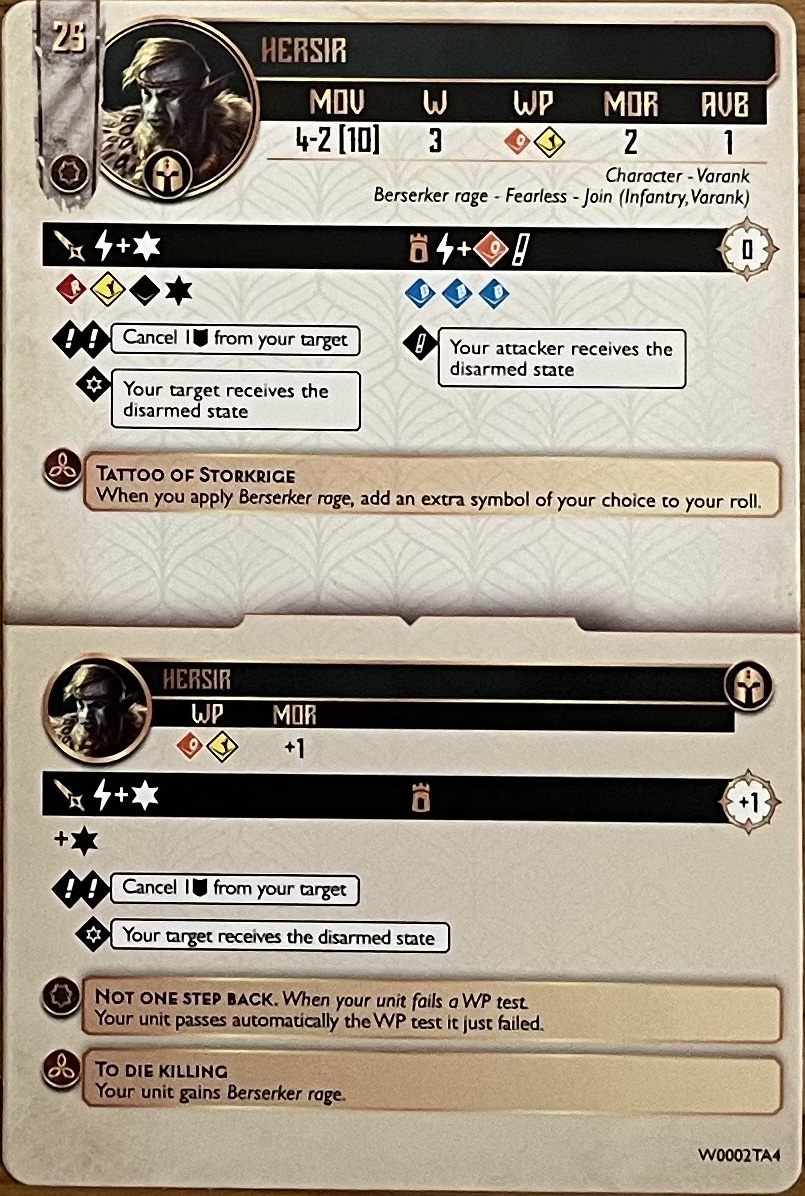 25
HERSIR
MOV W WP MOR AVB
4-2 [10] 3 O Y 2 1
Character - Varank
Berserker rage - Fearless - Join (Infantry, Varank)
+ + O ! 0
R Y B B B
!! Cancel 1 from your target
! Your attacker receives the
disarmed state
Your target receives the
disarmed state
TATTOO OF STORKRIGE
When you apply Berserker rage, add an extra symbol of your choice to your roll.
HERSIR
WP MOR
O Y +1
+ +1
+
!! Cancel 1 from your target
Your target receives the disarmed state
NOT ONE STEP BACK. When your unit fails a WP test.
Your unit passes automatically the WP test it just failed.
TO DIE KILLING
Your unit gains Berserker rage.
W0002TA4